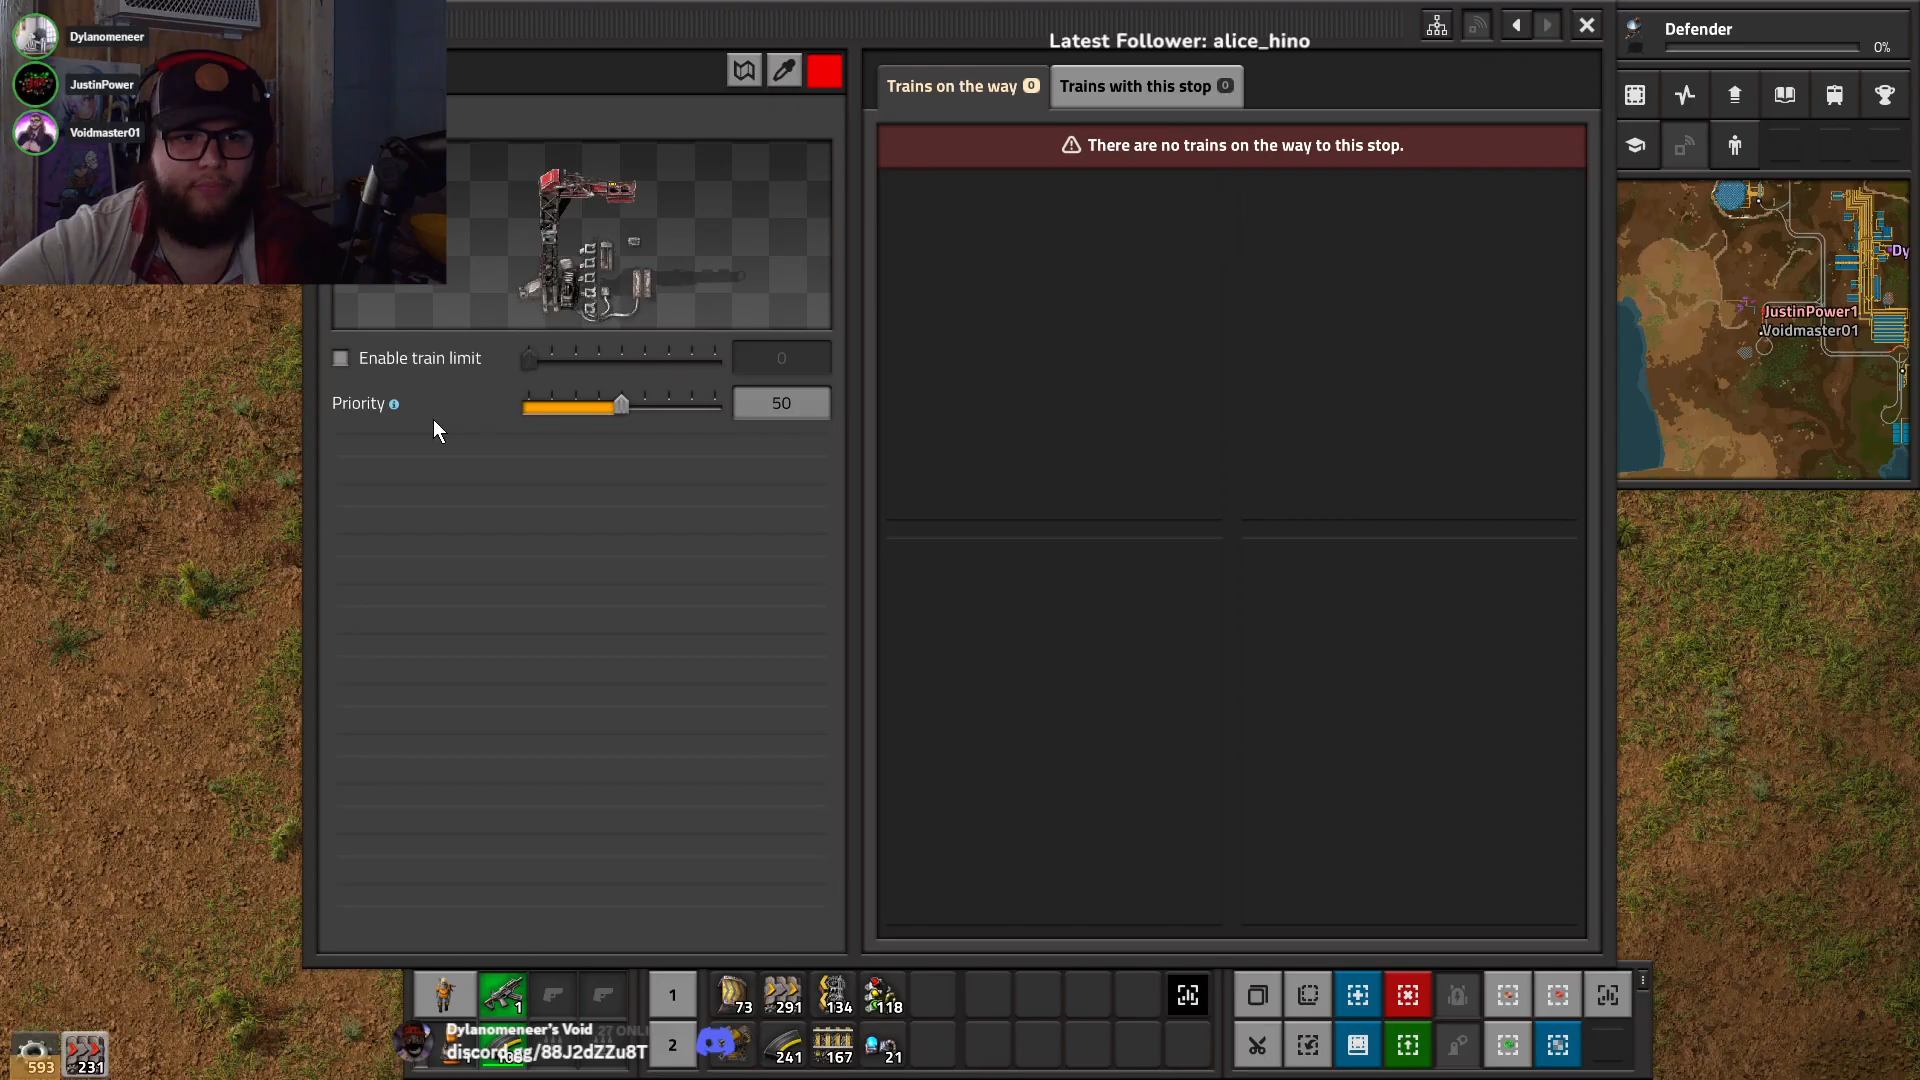 Dylanomeneer
JustinPower
Voidmaster01
Latest Follower: alice_hino
Defender
0%
Trains on the way 0
Trains with this stop 0
There are no trains on the way to this stop.
Enable train limit
0
Priority
50
Dy
JustinPower1
Voidmaster01
1
1
73
291
134
118
Dylanomeneer's Void
discord.gg/88J2dZZu8T
2
241
167
21
593
231